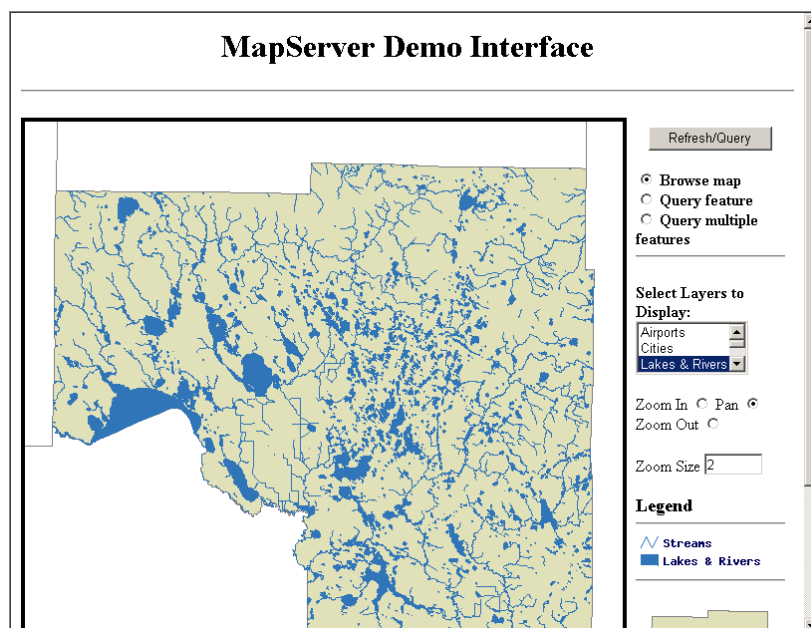 MapServer Demo Interface
Refresh/Query
Browse map
Query feature
Query multiple
features
Select Layers to
Display:
Airports
Cities
Lakes & Rivers
Zoom In Pan
Zoom Out
Zoom Size 2
Legend
Streams
Lakes & Rivers